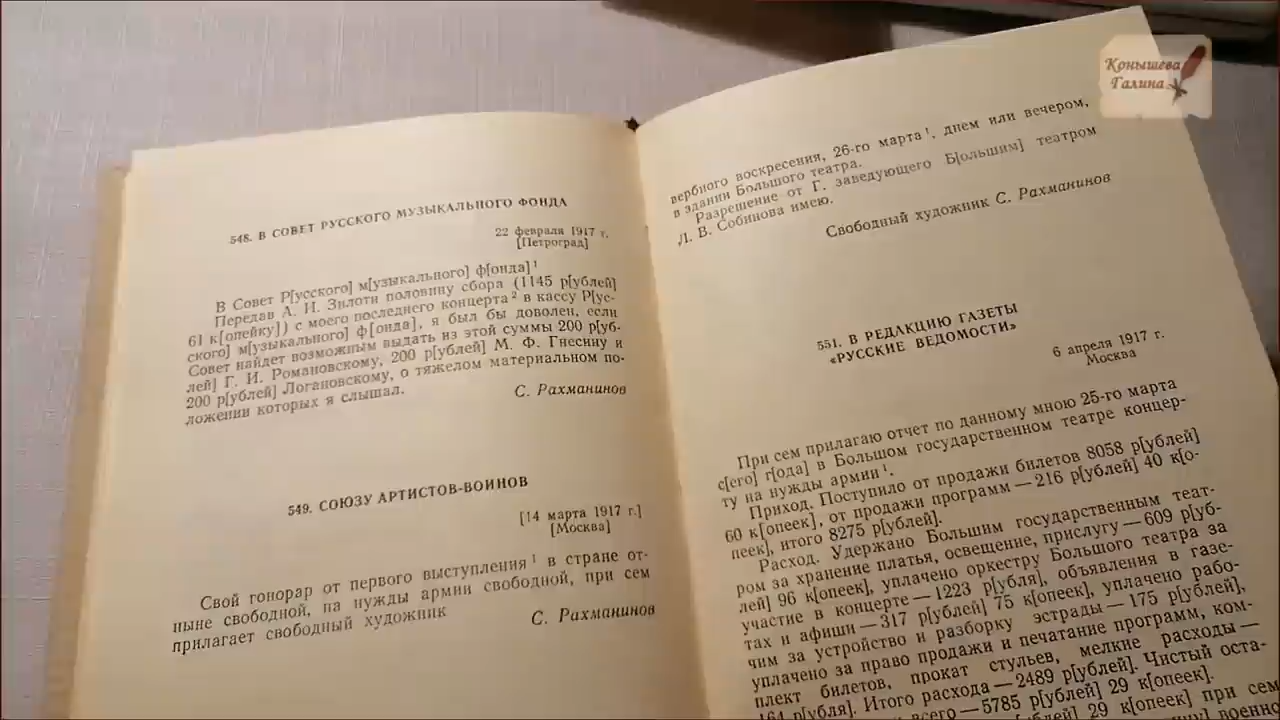 548. В СОВЕТ РУССКОГО МУЗЫКАЛЬНОГО ФОНДА
22 февраля 1917 г.
[Петроград]
В Совет Р[усского] м[узыкального] ф[онда]¹
Передав А. И. Зилоти половину сбора (1145 р[ублей]
61 к[опейку]) с моего последнего концерта² в кассу Р[ус-
ского] м[узыкального] ф[онда], я был бы доволен, если
Совет найдет возможным выдать из этой суммы 200 р[уб-
лей] Г. И. Романовскому, 200 р[ублей] М. Ф. Гнесину и
200 р[ублей] Логановскому, о тяжелом материальном по-
ложении которых я слышал.
С. Рахманинов
549. СОЮЗУ АРТИСТОВ-ВОИНОВ
[14 марта 1917 г.]
[Москва]
Свой гонорар от первого выступления¹ в стране от-
ныне свободной, на нужды армии свободной, при сем
прилагает свободный художник
С. Рахманинов
вербного воскресения, 26-го марта¹, днем или вечером,
в здании Большого театра.
Разрешение от Г. заведующего Б[ольшим] театром
Л. В. Собинова имею.
Свободный художник С. Рахманинов
551. В РЕДАКЦИЮ ГАЗЕТЫ
«РУССКИЕ ВЕДОМОСТИ»
6 апреля 1917 г.
Москва
При сем прилагаю отчет по данному мною 25-го марта
с[его] г[ода] в Большом государственном театре концер-
ту на нужды армии¹.
Приход. Поступило от продажи билетов 8058 р[ублей]
60 к[опеек], от продажи программ — 216 р[ублей] 40 к[о-
пеек], итого 8275 р[ублей].
Расход. Удержано Большим государственным теат-
ром за хранение платья, освещение, прислугу — 609 р[уб-
лей] 96 к[опеек], уплачено оркестру Большого театра за
участие в концерте — 1223 р[убля], объявления в газе-
тах и афиши — 317 р[ублей] 75 к[опеек], уплачено рабо-
чим за устройство и разборку эстрады — 175 р[ублей],
уплачено за право продажи и печатание программ, ком-
плект билетов, прокат стульев, мелкие расходы —
164 р[убля]. Итого расхода — 2489 р[ублей]. Чистый оста-
всего — 5785 р[ублей] 29 к[опеек].
р[ублей] 29 к[опеек] при сем
военно
Конышева
Галина